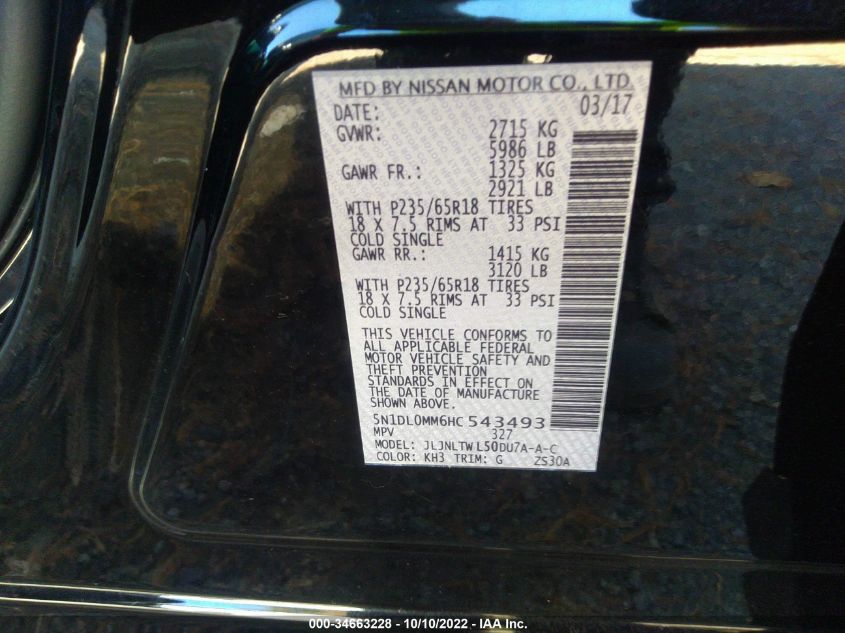 MFD BY NISSAN MOTOR CO., LTD.
DATE: 03/17
GVWR: 2715 KG
5986 LB
GAWR FR.: 1325 KG
2921 LB
WITH P235/65R18 TIRES
18 X 7.5 RIMS AT 33 PSI
COLD SINGLE
GAWR RR.: 1415 KG
3120 LB
WITH P235/65R18 TIRES
18 X 7.5 RIMS AT 33 PSI
COLD SINGLE
THIS VEHICLE CONFORMS TO
ALL APPLICABLE FEDERAL
MOTOR VEHICLE SAFETY AND
THEFT PREVENTION
STANDARDS IN EFFECT ON
THE DATE OF MANUFACTURE
SHOWN ABOVE.
5N1DL0MM6HC543493
MPV 327
MODEL: JLJNLTWL50DU7A-A-C
COLOR: KH3 TRIM: G ZS30A
000-34663228 - 10/10/2022 - IAA Inc.